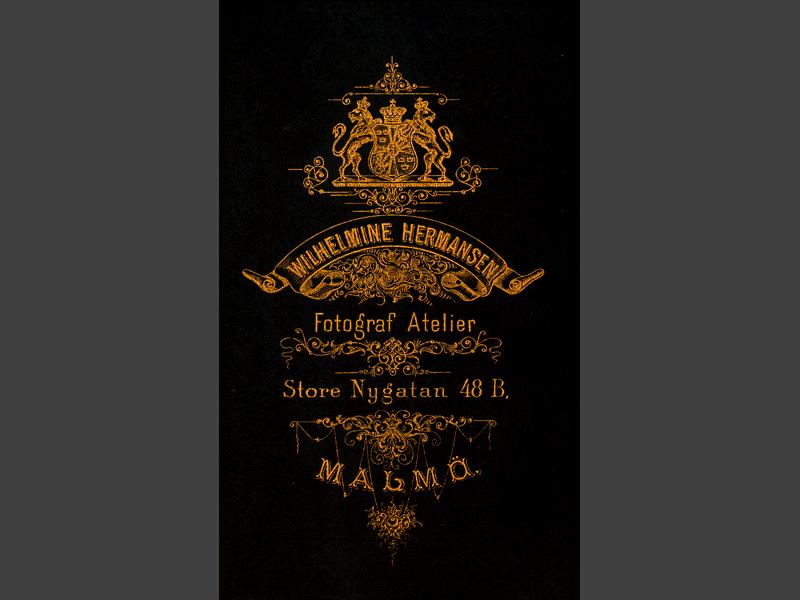 WILHELMINE HERMANSEN
Fotograf Atelier
Store Nygatan 48 B,
MALMÖ.